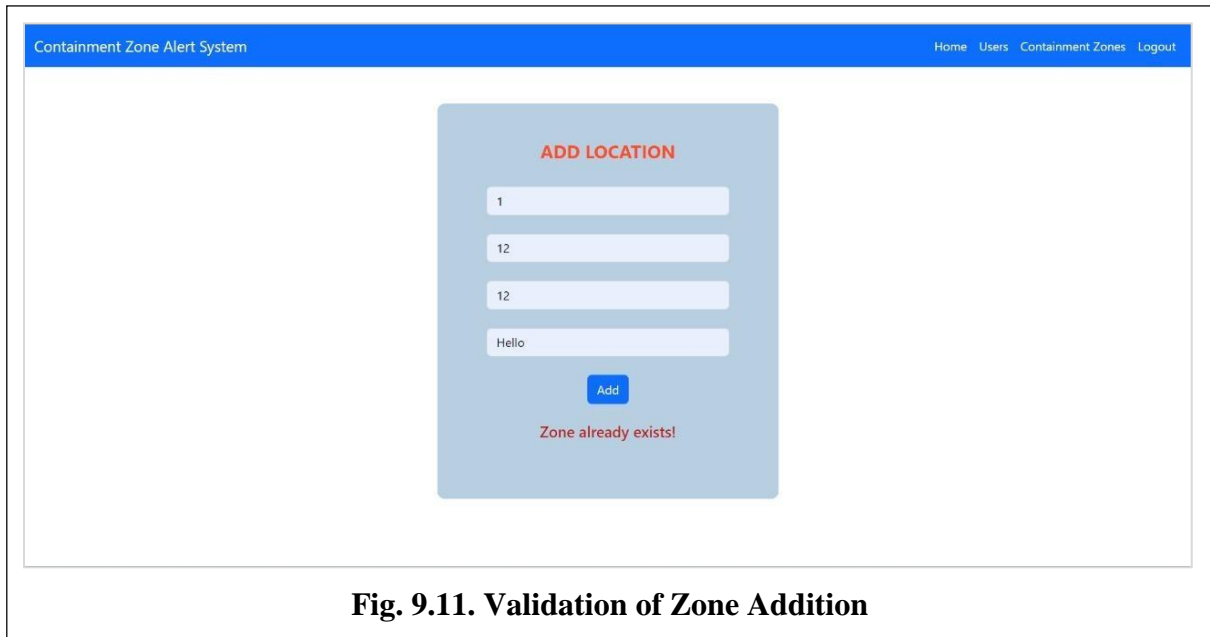 Containment Zone Alert System
Home Users Containment Zones Logout
ADD LOCATION
1
12
12
Hello
Add
Zone already exists!
Fig. 9.11. Validation of Zone Addition